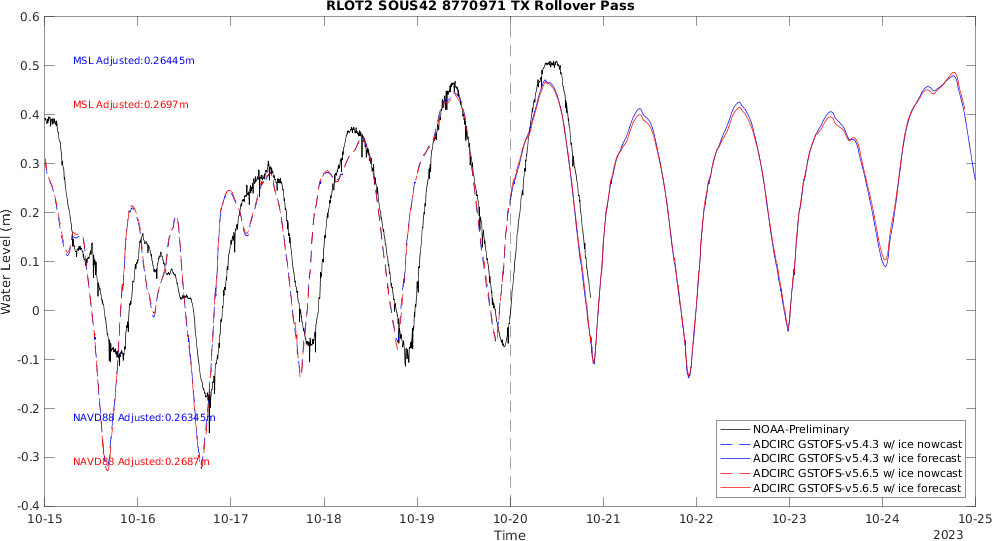 RLOT2 SOUS42 8770971 TX Rollover Pass
0.6
0.5
0.4
0.3
0.2
0.1
0
-0.1
-0.2
-0.3
-0.4
Water Level (m)
MSL Adjusted:0.26445m
MSL Adjusted:0.2697m
NAVD88 Adjusted:0.26345m
NAVD88 Adjusted:0.2687m
NOAA-Preliminary
ADCIRC GSTOFS-v5.4.3 w/ ice nowcast
ADCIRC GSTOFS-v5.4.3 w/ ice forecast
ADCIRC GSTOFS-v5.6.5 w/ ice nowcast
ADCIRC GSTOFS-v5.6.5 w/ ice forecast
10-15 10-16 10-17 10-18 10-19 10-20 10-21 10-22 10-23 10-24 10-25
Time
2023